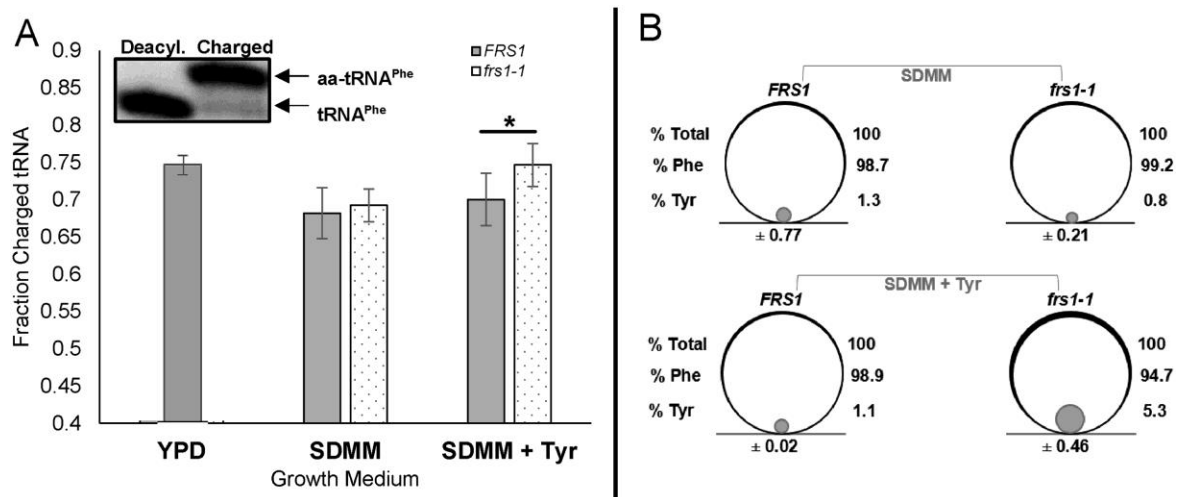 A
Deacyl. Charged
aa-tRNAPhe
tRNAPhe
FRS1
frs1-1
*
Fraction Charged tRNA
0.9
0.85
0.8
0.75
0.7
0.65
0.6
0.55
0.5
0.45
0.4
YPD
SDMM
SDMM + Tyr
Growth Medium
B
SDMM
FRS1
frs1-1
% Total 100 100
% Phe 98.7 99.2
% Tyr 1.3 0.8
± 0.77 ± 0.21
SDMM + Tyr
FRS1
frs1-1
% Total 100 100
% Phe 98.9 94.7
% Tyr 1.1 5.3
± 0.02 ± 0.46